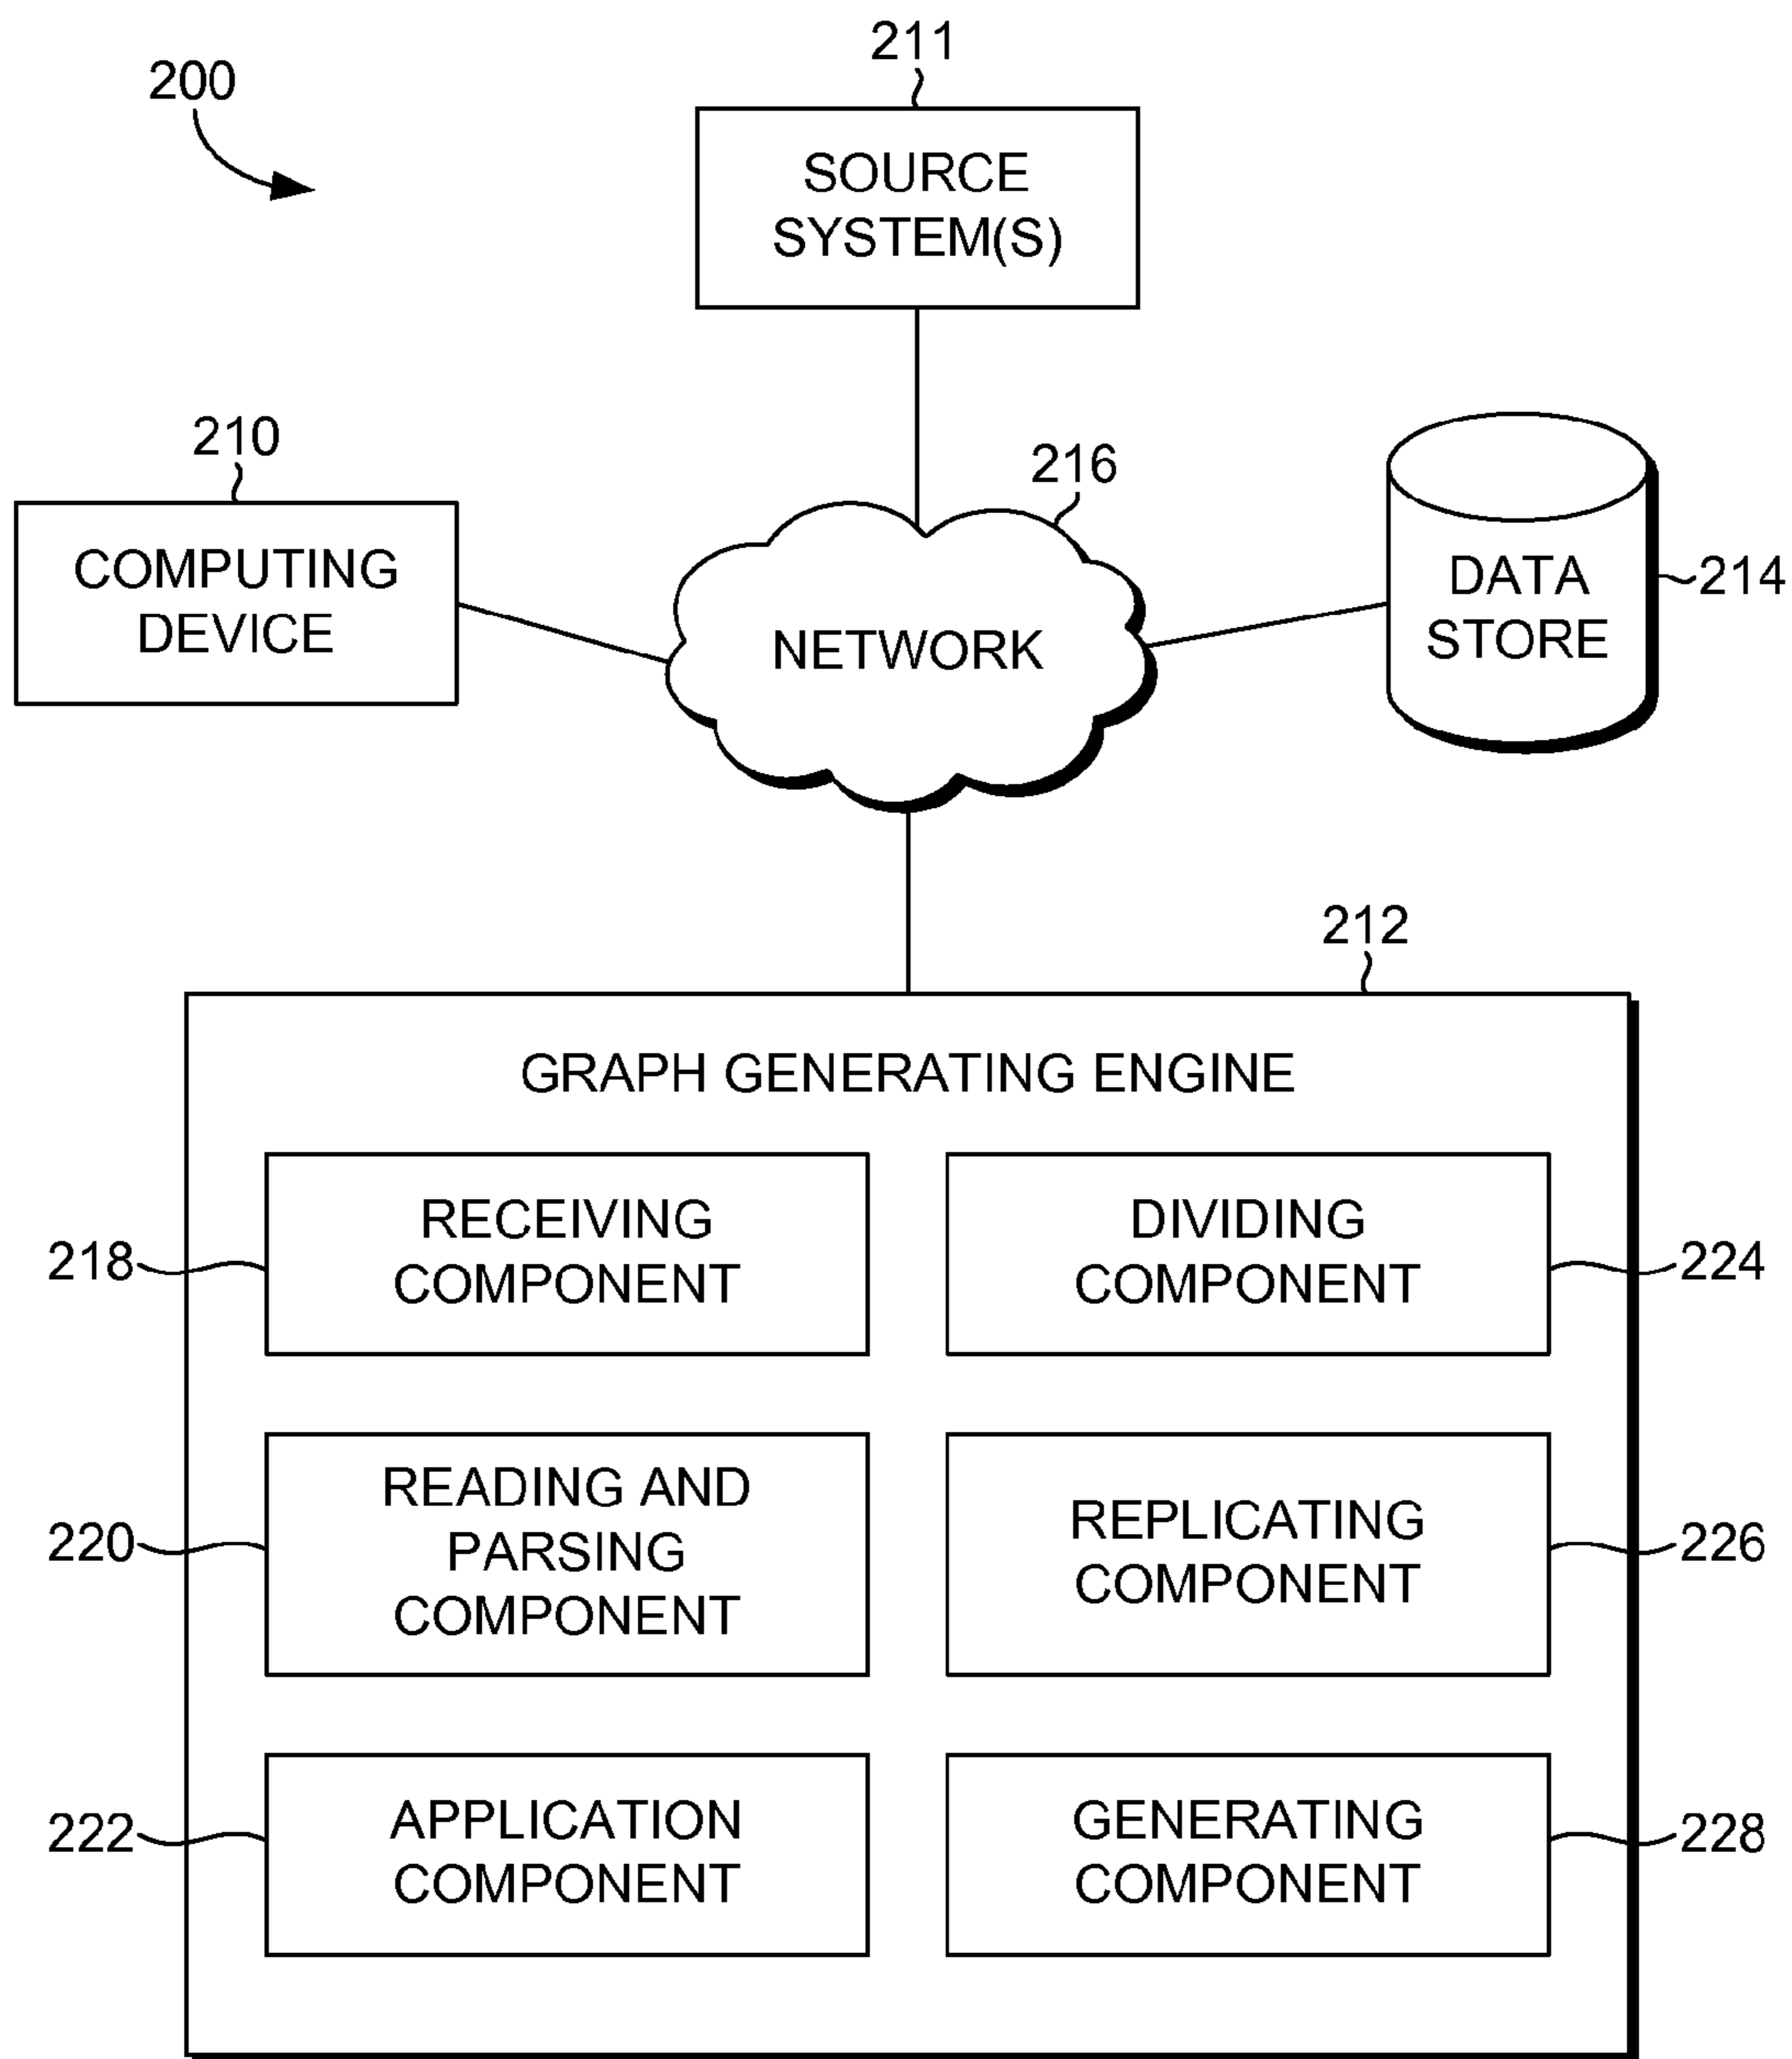 211
200
SOURCE
SYSTEM(S)
210
216
COMPUTING
DEVICE
NETWORK
DATA
STORE
214
212
GRAPH GENERATING ENGINE
RECEIVING
COMPONENT
218
DIVIDING
COMPONENT
224
READING AND
PARSING
COMPONENT
220
REPLICATING
COMPONENT
226
APPLICATION
COMPONENT
222
GENERATING
COMPONENT
228